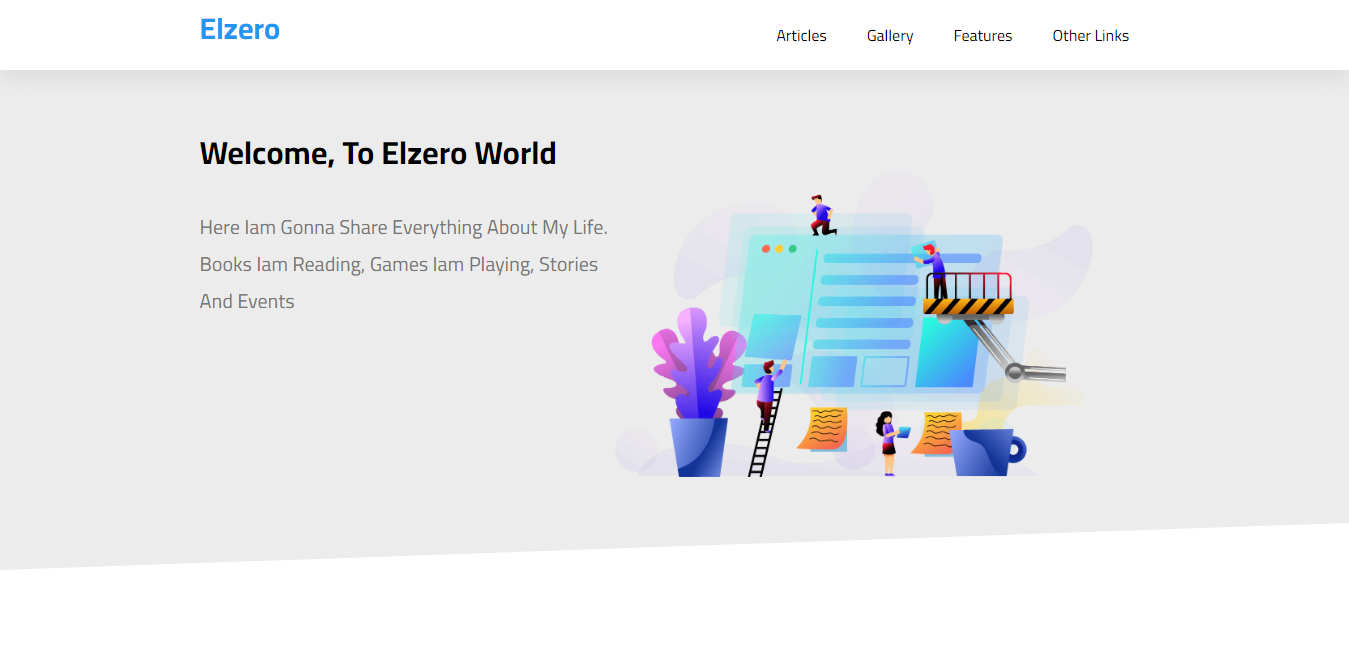 Elzero
Articles
Gallery
Features
Other Links
Welcome, To Elzero World
Here Iam Gonna Share Everything About My Life.
Books Iam Reading, Games Iam Playing, Stories
And Events